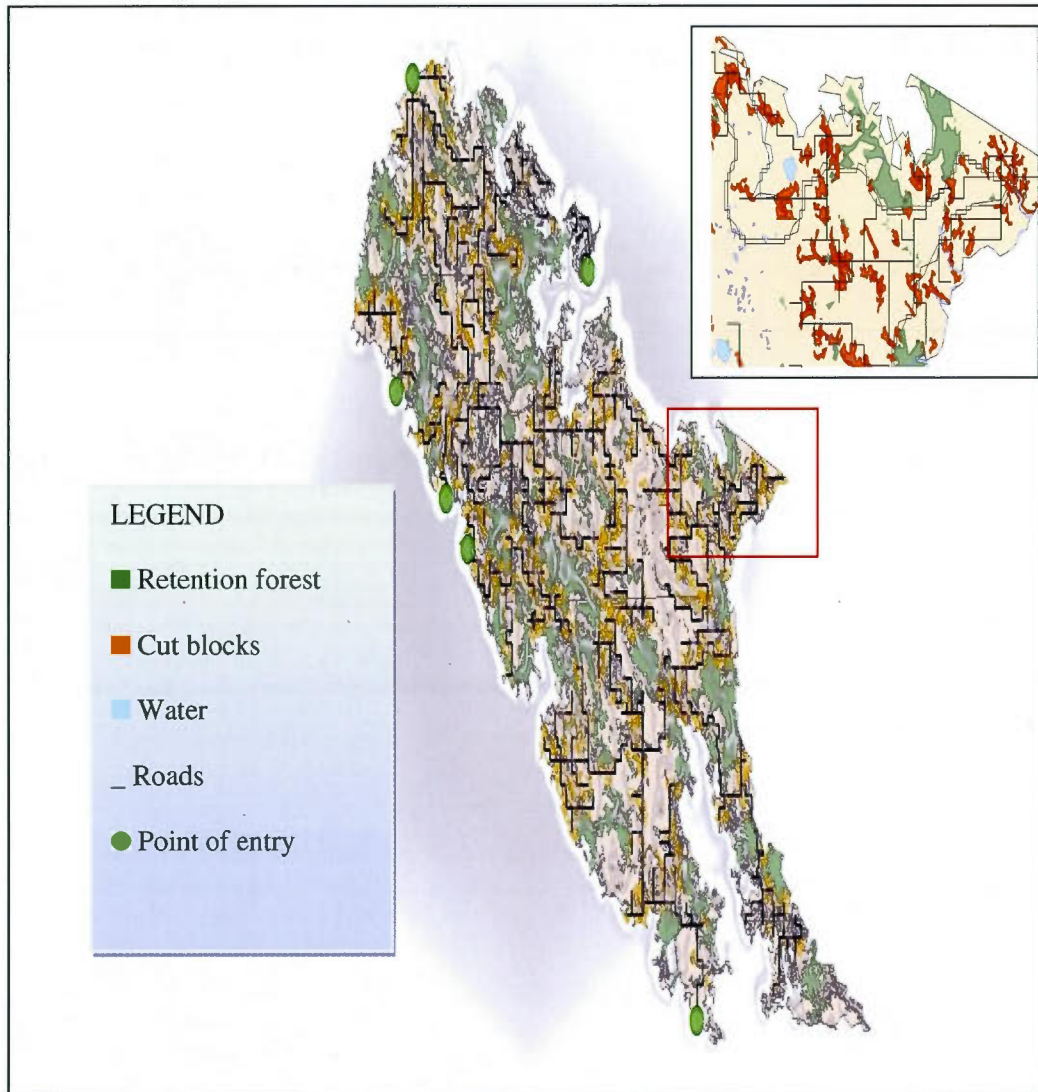 LEGEND
Retention forest
Cut blocks
Water
Roads
Point of entry